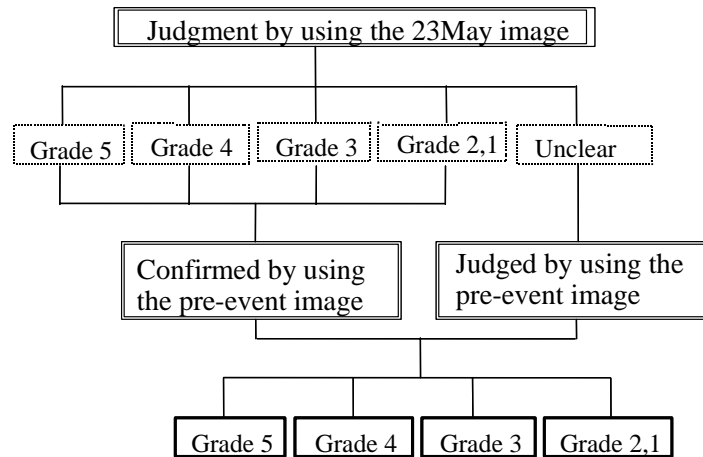 Judgment by using the 23May image
Grade 5
Grade 4
Grade 3
Grade 2,1
Unclear
Confirmed by using
the pre-event image
Judged by using the
pre-event image
Grade 5
Grade 4
Grade 3
Grade 2,1